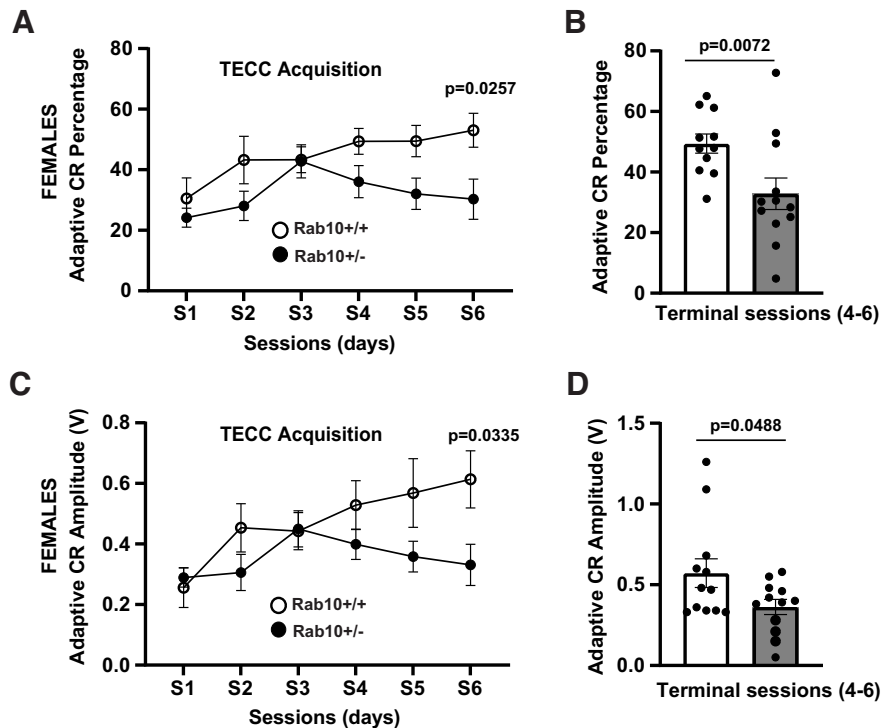 A
TECC Acquisition
p=0.0257
FEMALES
Adaptive CR Percentage
80
60
40
20
0
Rab10+/+
Rab10+/-
S1 S2 S3 S4 S5 S6
Sessions (days)
B
p=0.0072
Adaptive CR Percentage
80
60
40
20
0
Terminal sessions (4-6)
C
TECC Acquisition
p=0.0335
FEMALES
Adaptive CR Amplitude (V)
0.8
0.6
0.4
0.2
0.0
Rab10+/+
Rab10+/-
S1 S2 S3 S4 S5 S6
Sessions (days)
D
p=0.0488
Adaptive CR Amplitude (V)
1.5
1.0
0.5
0.0
Terminal sessions (4-6)